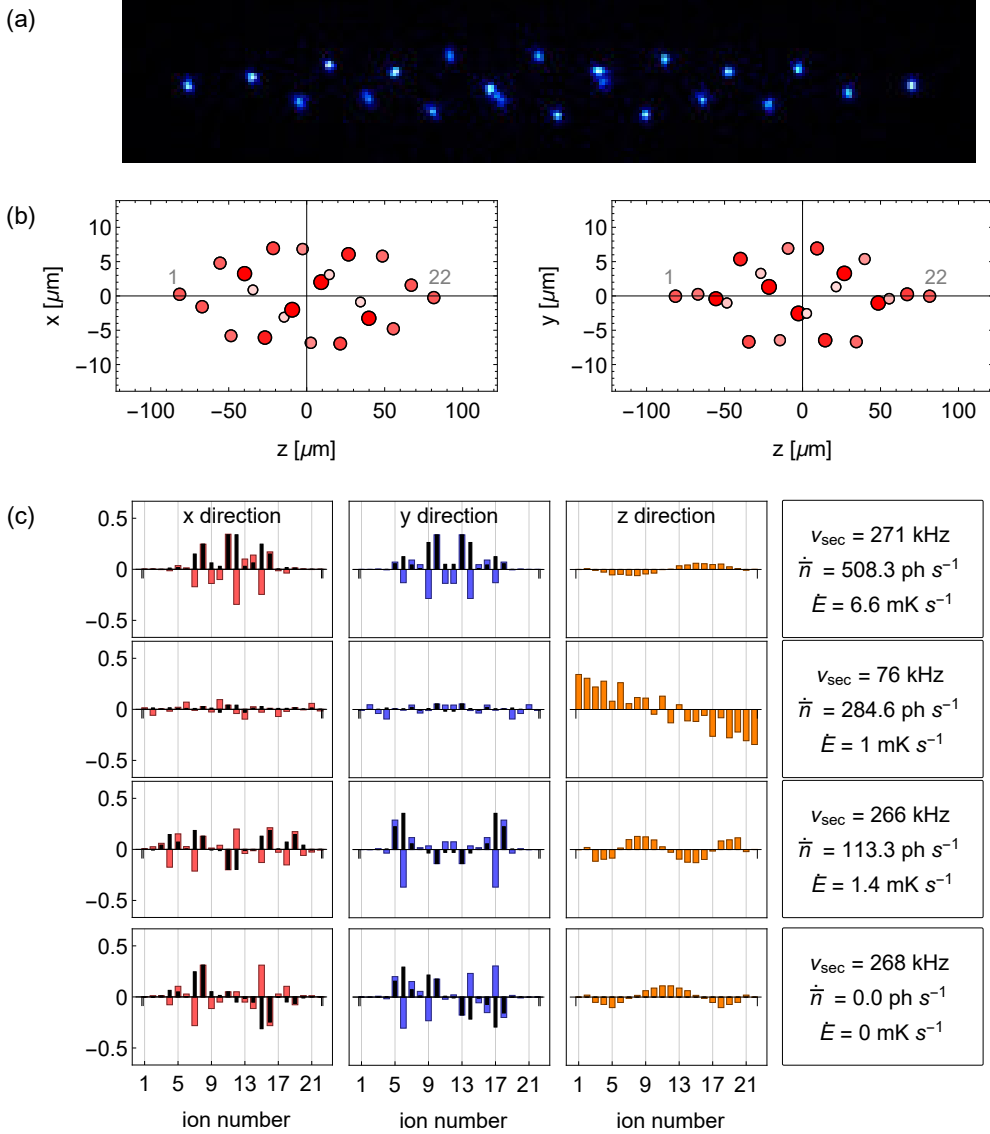 (a)
(b)
10
5
0
−5
−10
x [μm]
1
22
−100
−50
0
50
100
z [μm]
10
5
0
−5
−10
y [μm]
1
22
−100
−50
0
50
100
z [μm]
(c)
x direction
y direction
z direction
0.5
0
−0.5
νsec = 271 kHz
n̄̇ = 508.3 ph s⁻¹
Ė = 6.6 mK s⁻¹
0.5
0
−0.5
νsec = 76 kHz
n̄̇ = 284.6 ph s⁻¹
Ė = 1 mK s⁻¹
0.5
0
−0.5
νsec = 266 kHz
n̄̇ = 113.3 ph s⁻¹
Ė = 1.4 mK s⁻¹
0.5
0
−0.5
νsec = 268 kHz
n̄̇ = 0.0 ph s⁻¹
Ė = 0 mK s⁻¹
1 5 9 13 17 21
1 5 9 13 17 21
1 5 9 13 17 21
ion number
ion number
ion number